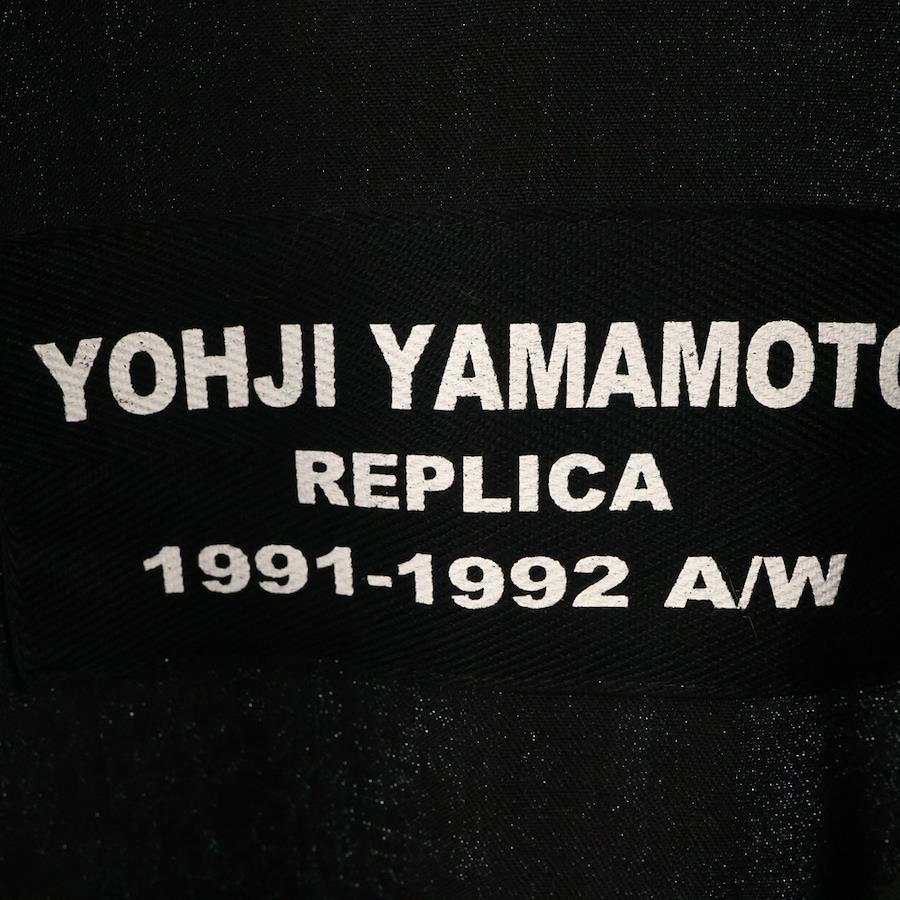 YOHJI YAMAMOTO
REPLICA
1991-1992 A/W